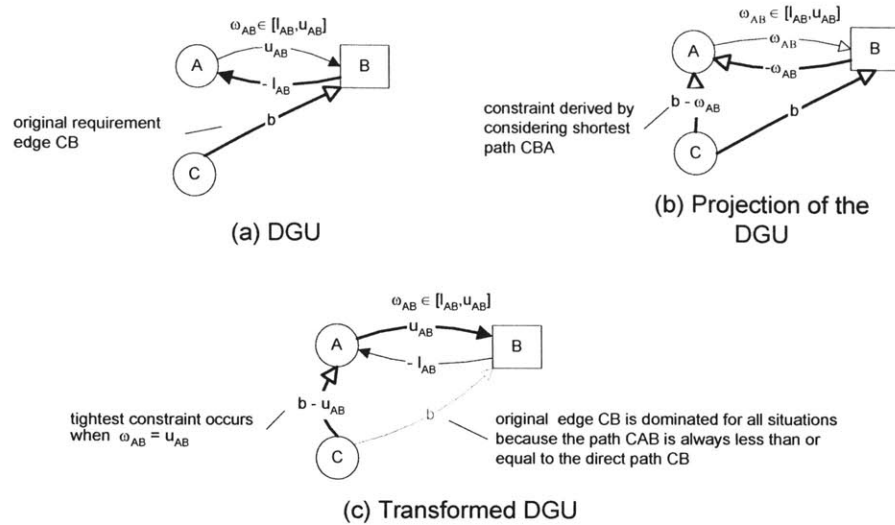 ω_AB ∈ [l_AB,u_AB]
u_AB
A
B
- l_AB
original requirement
edge CB
b
C
(a) DGU
ω_AB ∈ [l_AB,u_AB]
ω_AB
A
B
-ω_AB
b - ω_AB
constraint derived by
considering shortest
path CBA
b
C
(b) Projection of the
DGU
ω_AB ∈ [l_AB,u_AB]
u_AB
A
B
- l_AB
b - u_AB
tightest constraint occurs
when ω_AB = u_AB
b
original edge CB is dominated for all situations
because the path CAB is always less than or
equal to the direct path CB
C
(c) Transformed DGU